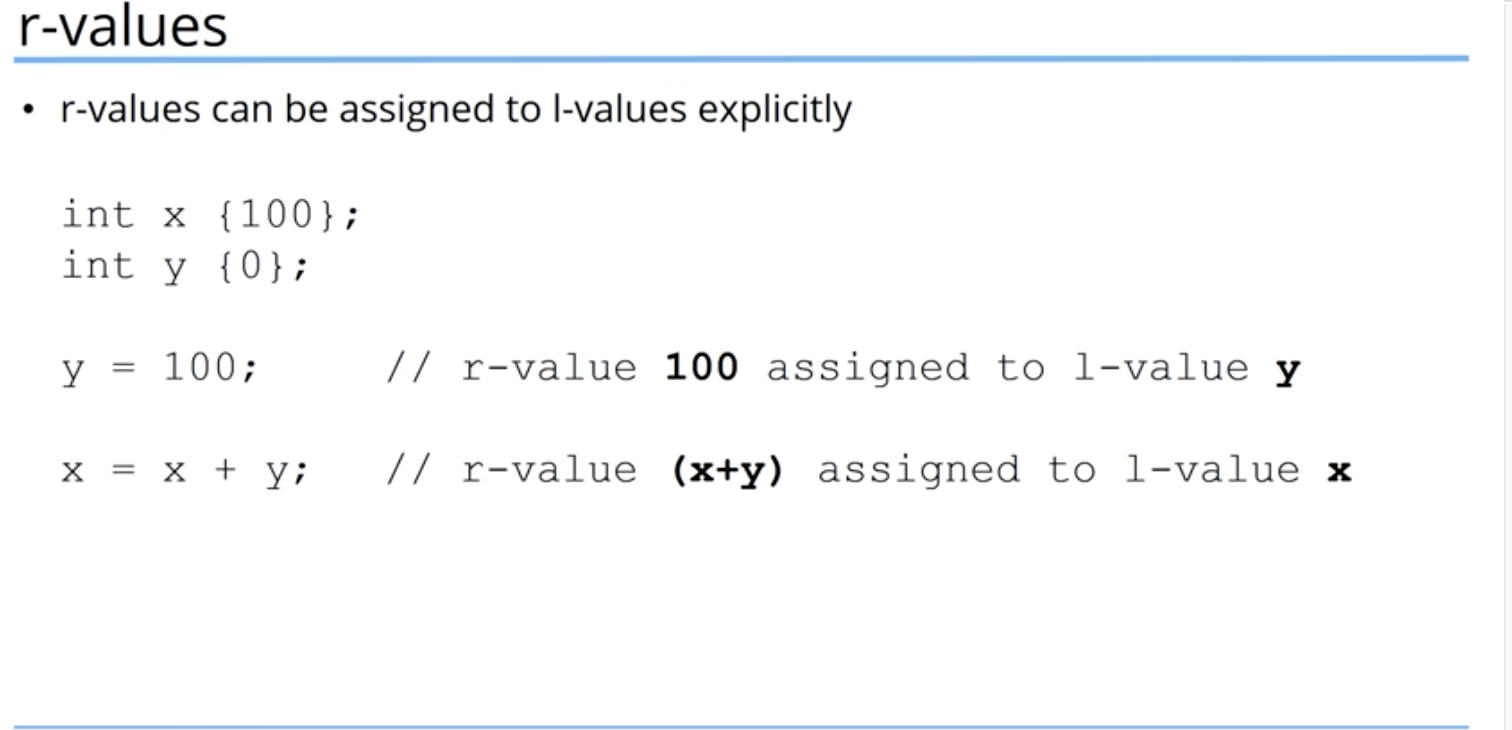 r-values
• r-values can be assigned to l-values explicitly
int x {100};
int y {0};
y = 100;     // r-value 100 assigned to l-value y
x = x + y;   // r-value (x+y) assigned to l-value x